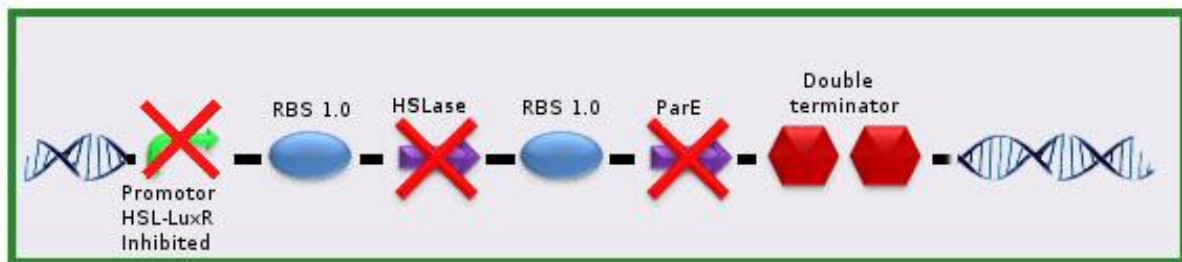 RBS 1.0
HSLase
RBS 1.0
ParE
Double
terminator
Promotor
HSL-LuxR
Inhibited